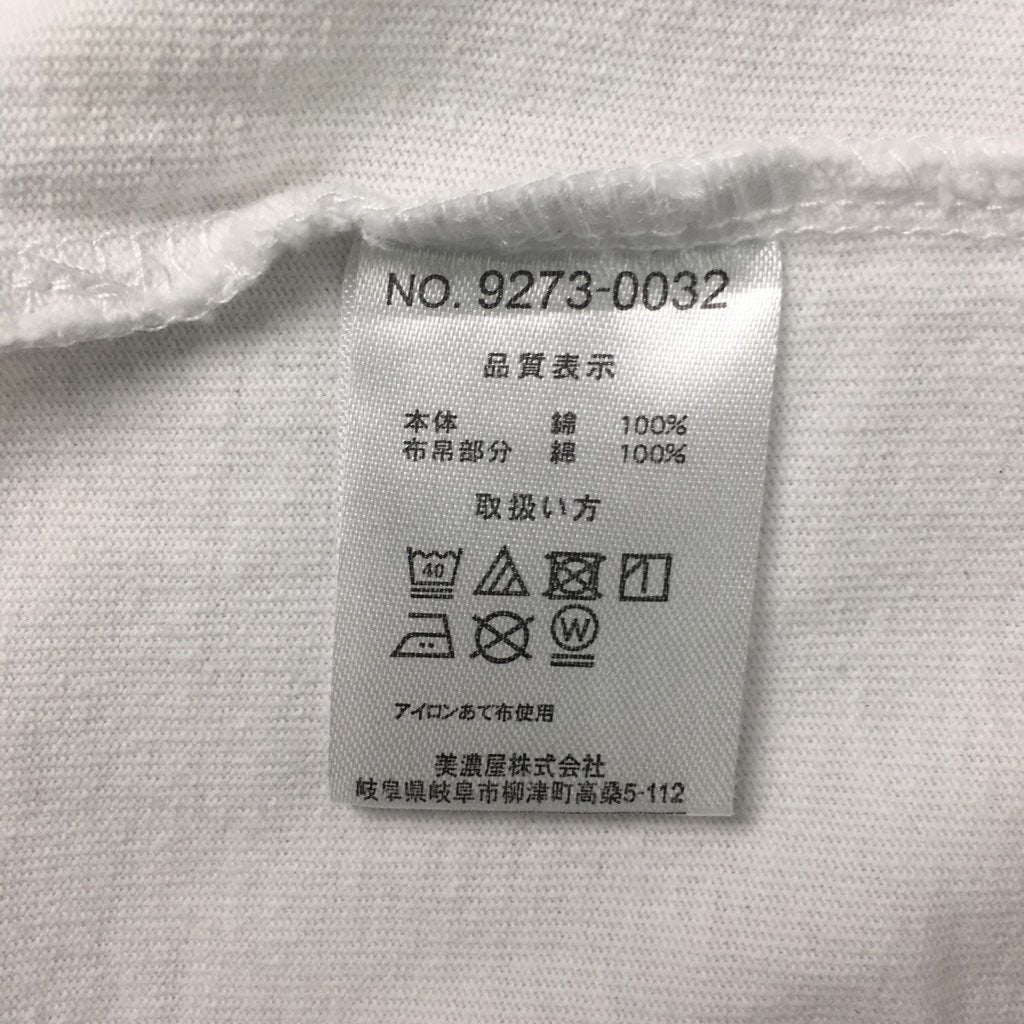 NO. 9273-0032
品質表示
本体 綿 100%
布帛部分 綿 100%
取扱い方
40
W
アイロンあて布使用
美濃屋株式会社
岐阜県岐阜市柳津町高桑5-112